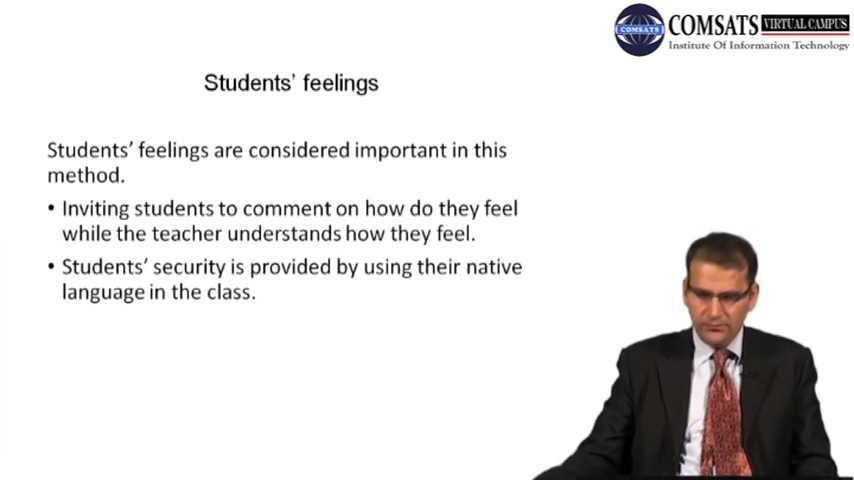 COMSATS
COMSATS VIRTUAL CAMPUS
Institute Of Information Technology
Students’ feelings
Students’ feelings are considered important in this
method.
• Inviting students to comment on how do they feel
while the teacher understands how they feel.
• Students’ security is provided by using their native
language in the class.